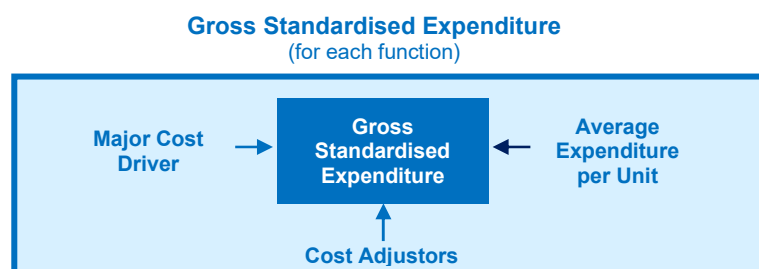 Gross Standardised Expenditure
(for each function)
Major Cost
Driver
Gross
Standardised
Expenditure
Average
Expenditure
per Unit
Cost Adjustors